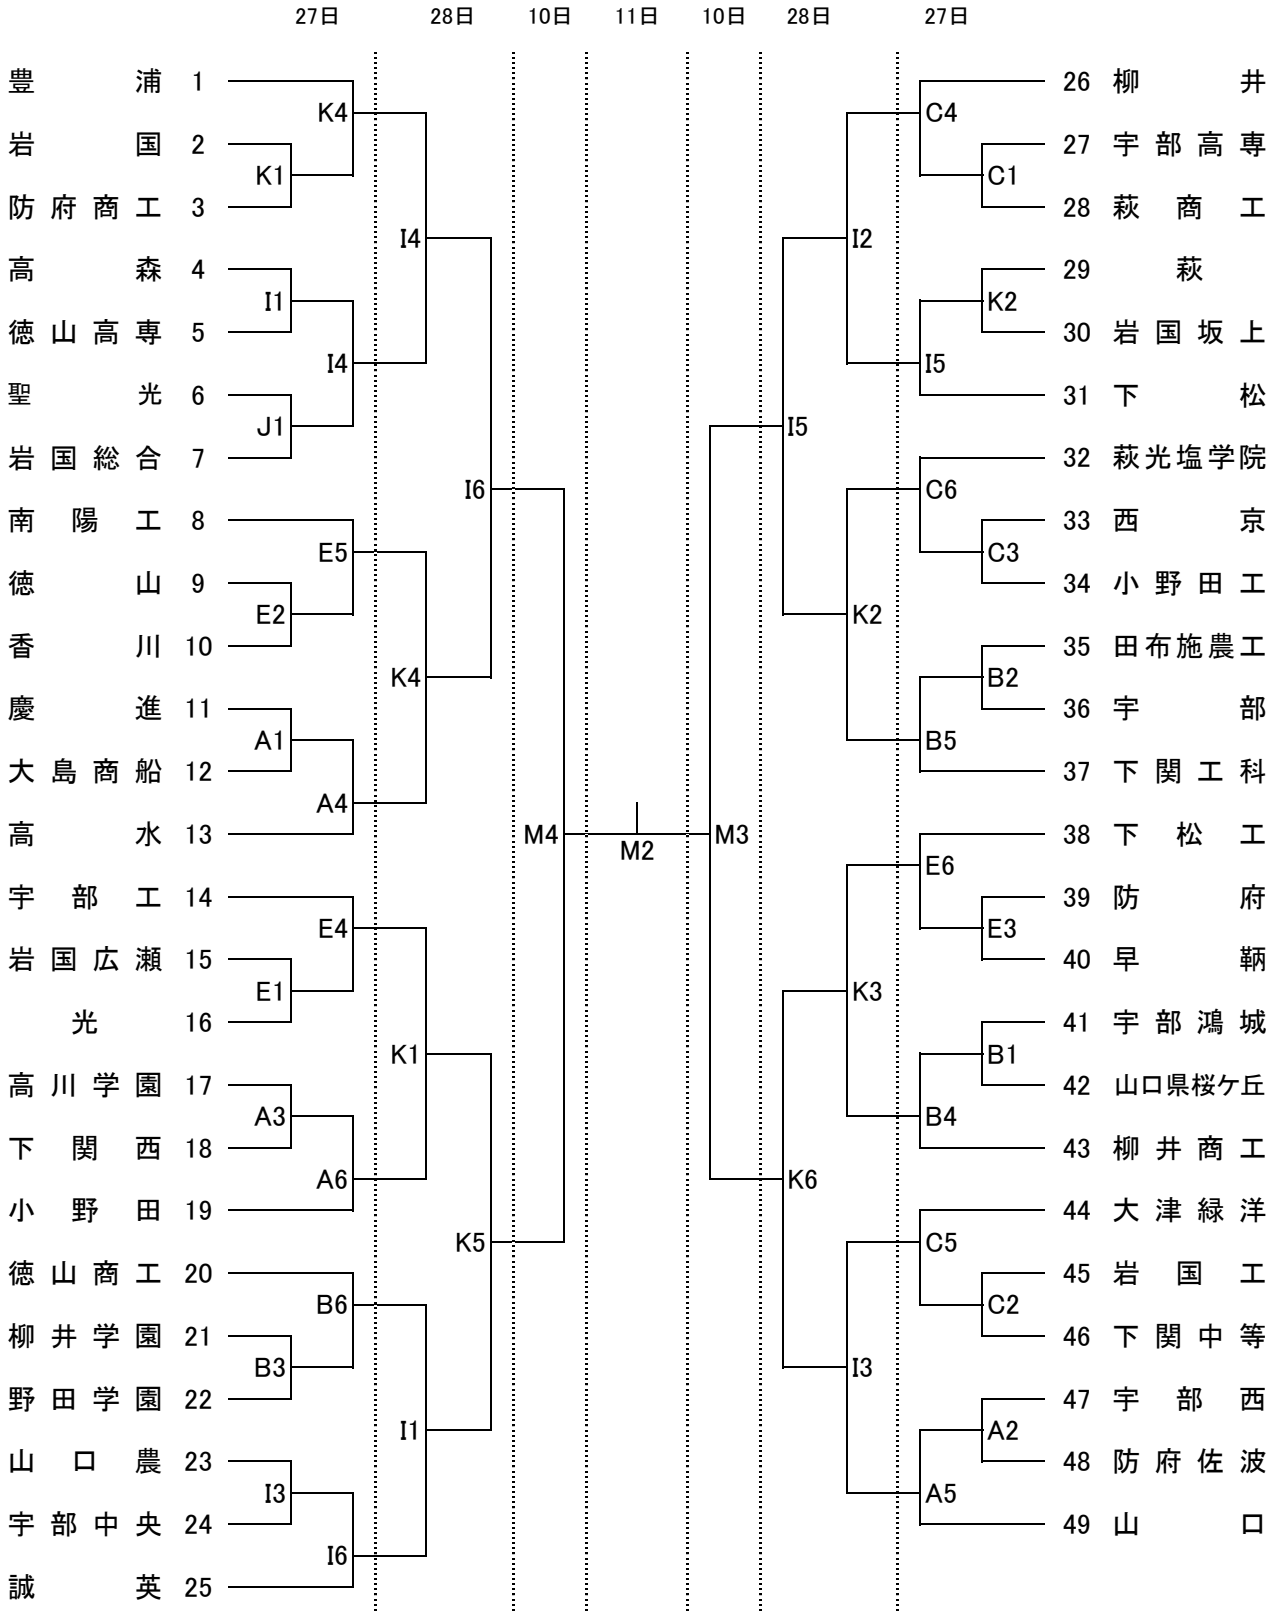 27日 28日 10日 11日 10日 28日 27日
豊浦 1 26 柳井
K4 C4
岩国 2 27 宇部高専
K1 C1
防府商工 3 28 萩商工
I4 I2
高森 4 29 萩
I1 K2
徳山高専 5 30 岩国坂上
I4 I5
聖光 6 31 下松
J1 I5
岩国総合 7 32 萩光塩学院
I6 C6
南陽工 8 33 西京
E5 C3
徳山 9 34 小野田工
E2 K2
香川 10 35 田布施農工
K4 B2
慶進 11 36 宇部
A1 B5
大島商船 12 37 下関工科
A4
高水 13 M4 M3 38 下松工
M2
E6
宇部工 14 39 防府
E4 E3
岩国広瀬 15 40 早鞆
E1 K3
光 16 41 宇部鴻城
K1 B1
高川学園 17 42 山口県桜ケ丘
A3 B4
下関西 18 43 柳井商工
A6 K6
小野田 19 44 大津緑洋
K5 C5
徳山商工 20 45 岩国工
B6 C2
柳井学園 21 46 下関中等
B3 I3
野田学園 22 47 宇部西
I1 A2
山口農 23 48 防府佐波
I3 A5
宇部中央 24 49 山口
I6
誠英 25